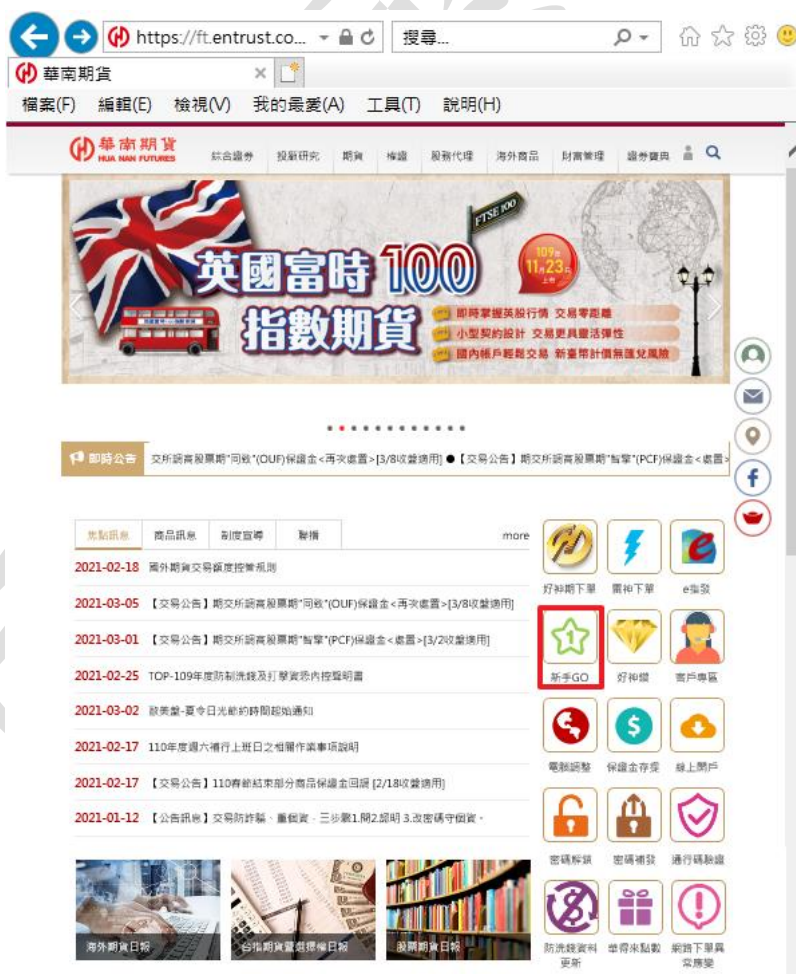 https://ft.entrust.co...
搜尋...
華南期貨
檔案(F) 編輯(E) 檢視(V) 我的最愛(A) 工具(T) 說明(H)
華南期貨
HUA NAN FUTURES
綜合證券 投顧研究 期貨 權證 股務代理 海外商品 財富管理 證券寶典
FTSE 100
109年
11月23日
上市
英國富時100
指數期貨
即時掌握英股行情 交易零距離
小型契約設計 交易更具靈活彈性
國內帳戶輕鬆交易 新臺幣計價無匯兌風險
即時公告 交所調高股票期"同致"(OUF)保證金<再次處置>[3/8收盤適用] ●【交易公告】期交所調高股票期"智擎"(PCF)保證金<處置>
焦點訊息 商品訊息 制度宣導 聯播 more
2021-02-18 國外期貨交易額度控管規則
2021-03-05 【交易公告】期交所調高股票期"同致"(OUF)保證金<再次處置>[3/8收盤適用]
2021-03-01 【交易公告】期交所調高股票期"智擎"(PCF)保證金<處置>[3/2收盤適用]
2021-02-25 TOP-109年度防制洗錢及打擊資恐內控聲明書
2021-03-02 歐美盤-夏令日光節約時間起始通知
2021-02-17 110年度週六補行上班日之相關作業事項說明
2021-02-17 【交易公告】110春節結束部分商品保證金回調 [2/18收盤適用]
2021-01-12 【公告訊息】交易防詐騙、重個資，三步驟1.問2.認明 3.改密碼守個資。
好神期下單 雷神下單 e指發
新手GO 好神鑽 客戶專區
電腦調整 保證金存提 線上開戶
密碼解鎖 密碼補發 通行碼驗證
防洗錢資料更新 華得來點數 網路下單異常應變
海外期貨日報 台指期貨暨選擇權日報 股票期貨日報